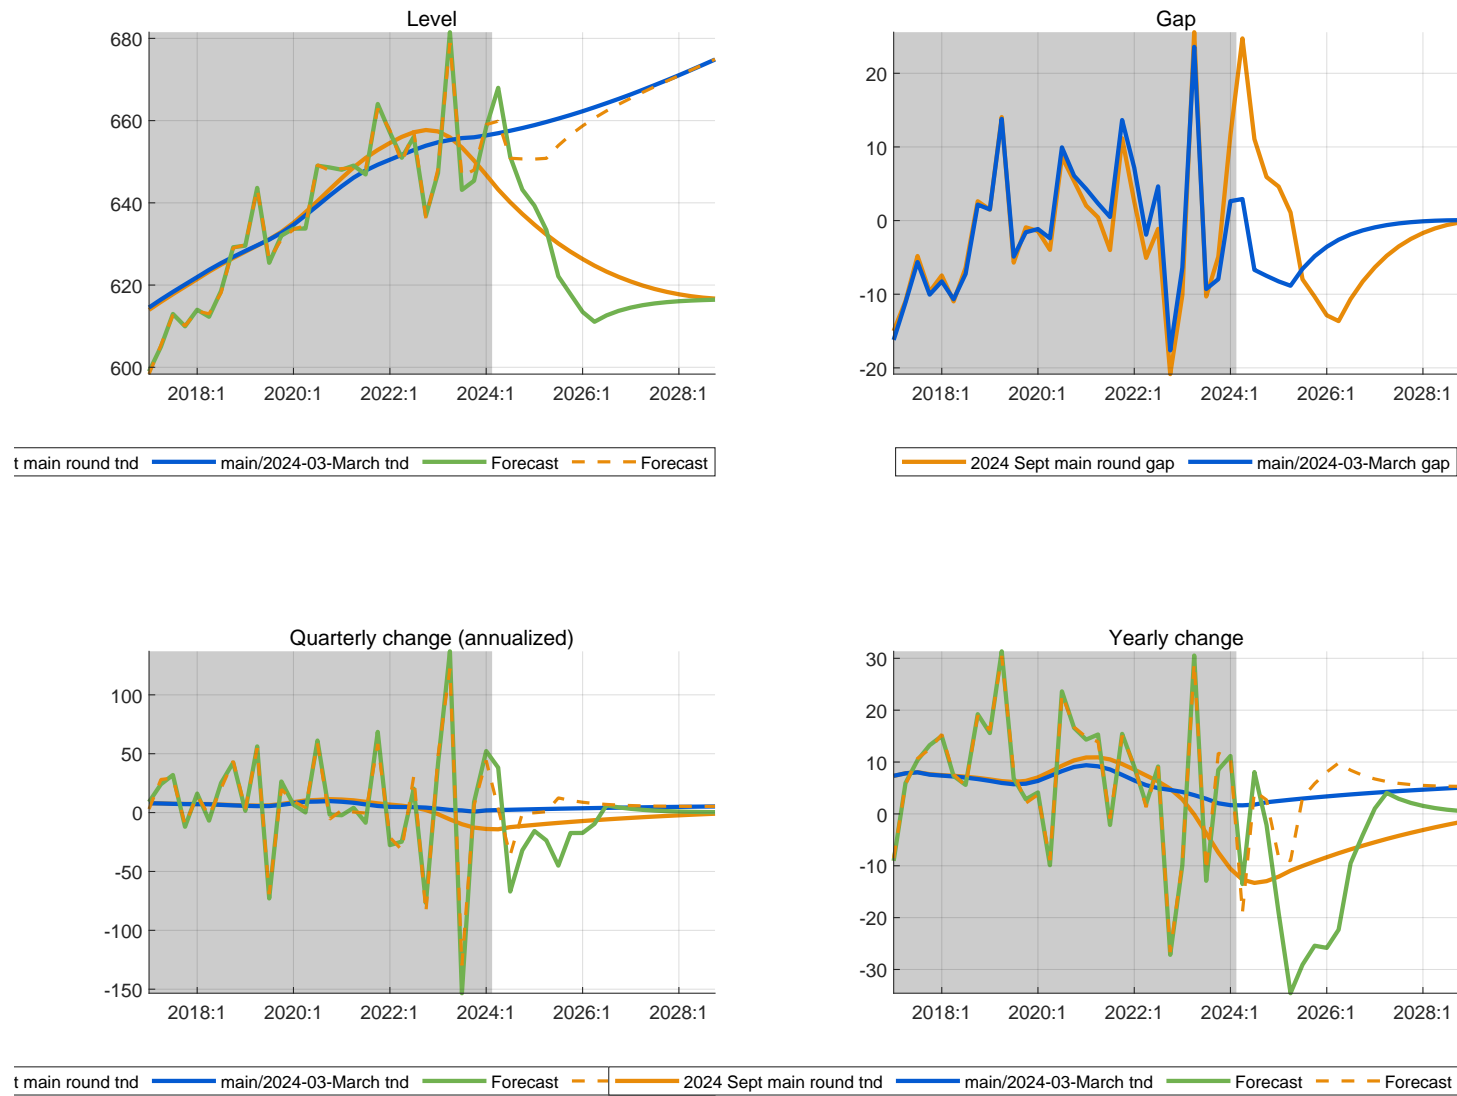 Level
680
660
640
620
600
2018:1 2020:1 2022:1 2024:1 2026:1 2028:1
t main round tnd main/2024-03-March tnd Forecast Forecast
Gap
20
10
0
-10
-20
2018:1 2020:1 2022:1 2024:1 2026:1 2028:1
2024 Sept main round gap main/2024-03-March gap
Quarterly change (annualized)
100
50
0
-50
-100
-150
2018:1 2020:1 2022:1 2024:1 2026:1 2028:1
t main round tnd main/2024-03-March tnd Forecast
Yearly change
30
20
10
0
-10
-20
-30
2018:1 2020:1 2022:1 2024:1 2026:1 2028:1
2024 Sept main round tnd main/2024-03-March tnd Forecast Forecast